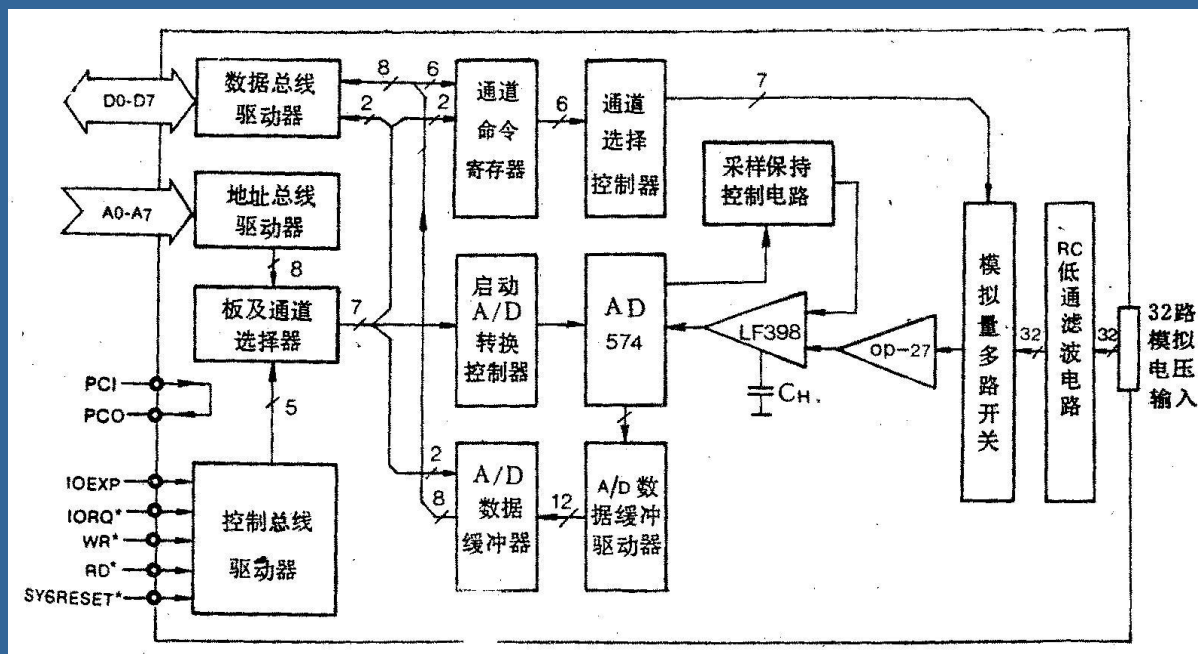 D0-D7
数据总线
驱动器
8
6
2
2
通道
命令
寄存器
6
通道
选择
控制器
7
采样保持
控制电路
A0-A7
地址总线
驱动器
8
板及通道
选择器
7
启动
A/D
转换
控制器
AD
574
LF398
CH.
op-27
模拟量多路开关
32
RC低通滤波电路
32
32路
模拟
电压
输入
PCI
PCO
5
IOEXP
IORQ*
WR*
RD*
SY6RESET*
控制总线
驱动器
2
8
A/D
数据
缓冲器
12
A/D数
据缓冲
驱动器